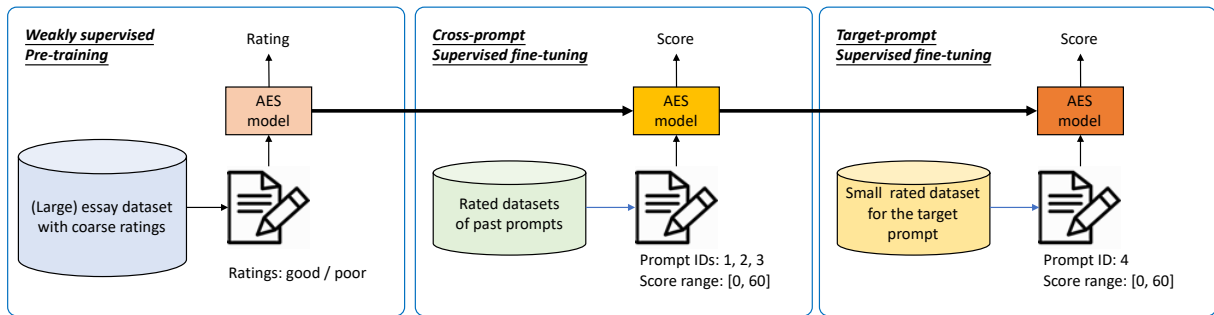 Weakly supervised
Pre-training
Rating
AES
model
(Large) essay dataset
with coarse ratings
Ratings: good / poor
Cross-prompt
Supervised fine-tuning
Score
AES
model
Rated datasets
of past prompts
Prompt IDs: 1, 2, 3
Score range: [0, 60]
Target-prompt
Supervised fine-tuning
Score
AES
model
Small rated dataset
for the target
prompt
Prompt ID: 4
Score range: [0, 60]